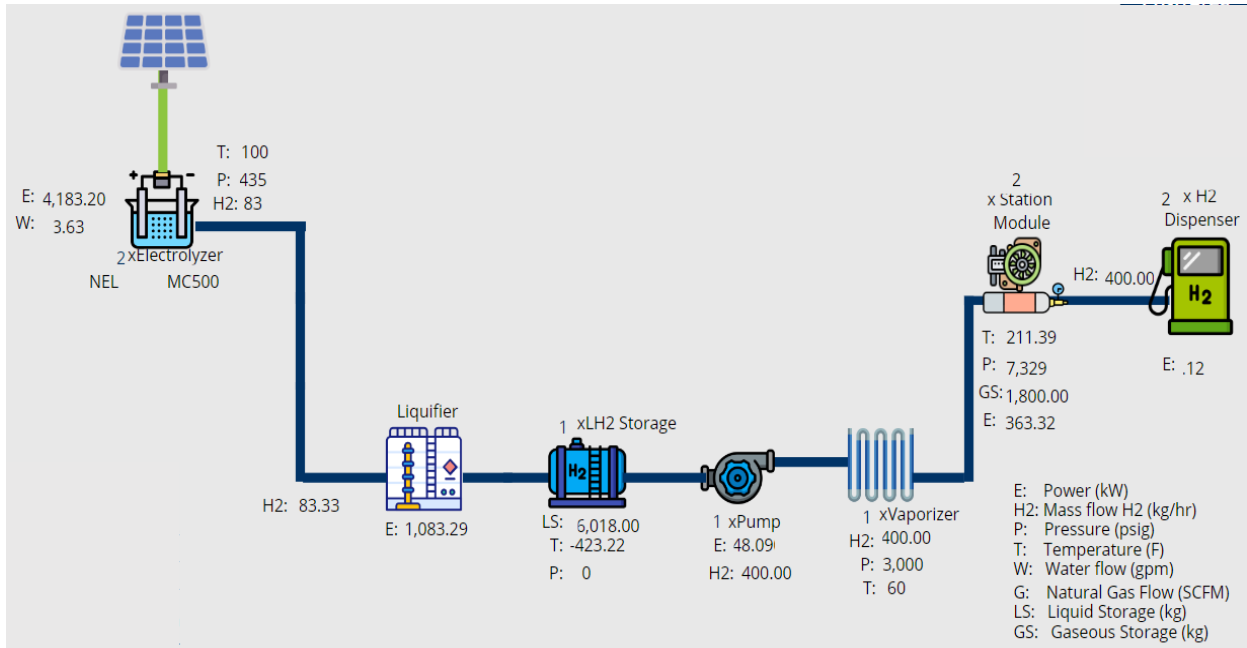 T: 100
P: 435
H2: 83
E: 4,183.20
W: 3.63
+ -
2 xElectrolyzer
NEL MC500
H2: 83.33
Liquifier
E: 1,083.29
1 xLH2 Storage
H2
LS: 6,018.00
T: -423.22
P: 0
1 xPump
E: 48.09
H2: 400.00
1 xVaporizer
H2: 400.00
P: 3,000
T: 60
2
x Station
Module
T: 211.39
P: 7,329
GS: 1,800.00
E: 363.32
H2: 400.00
2 x H2
Dispenser
H2
E: .12
E: Power (kW)
H2: Mass flow H2 (kg/hr)
P: Pressure (psig)
T: Temperature (F)
W: Water flow (gpm)
G: Natural Gas Flow (SCFM)
LS: Liquid Storage (kg)
GS: Gaseous Storage (kg)